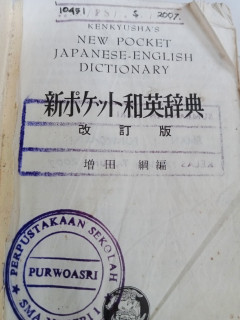 2007
KENKYUSHA'S
NEW POCKET
JAPANESE-ENGLISH
DICTIONARY
新ポケット和英辞典
改訂版
増田 綱編
PERPUSTAKAAN SEKOLAH
PURWOASRI